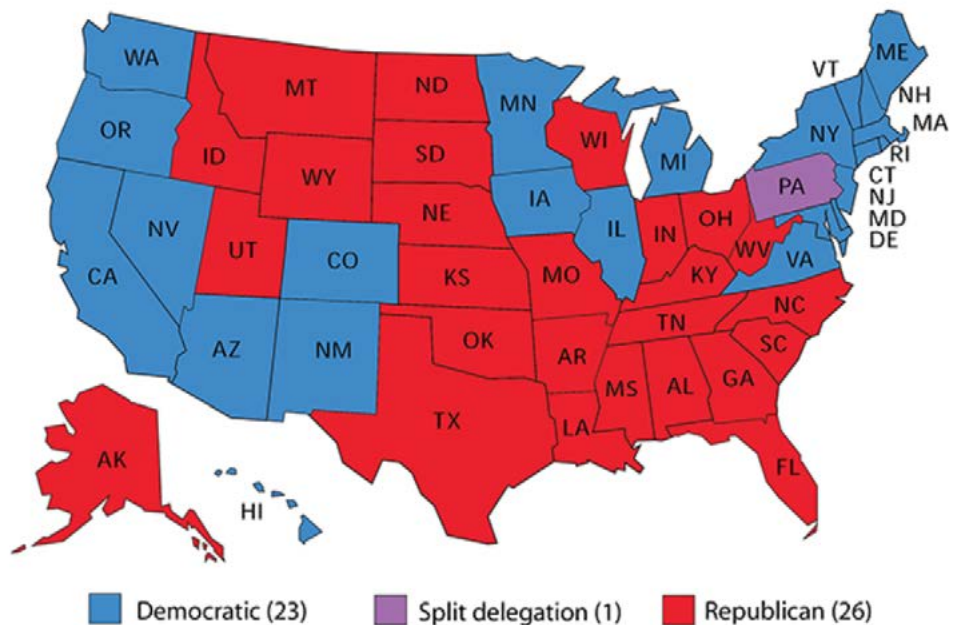 WA
MT
ND
MN
ME
VT
NH
MA
OR
ID
SD
WI
MI
NY
RI
CT
WY
NE
IA
PA
NJ
MD
DE
NV
UT
CO
IL
IN
OH
WV
VA
CA
KS
MO
KY
NC
AZ
NM
OK
AR
TN
SC
MS
AL
GA
TX
LA
FL
AK
HI
Democratic (23)
Split delegation (1)
Republican (26)